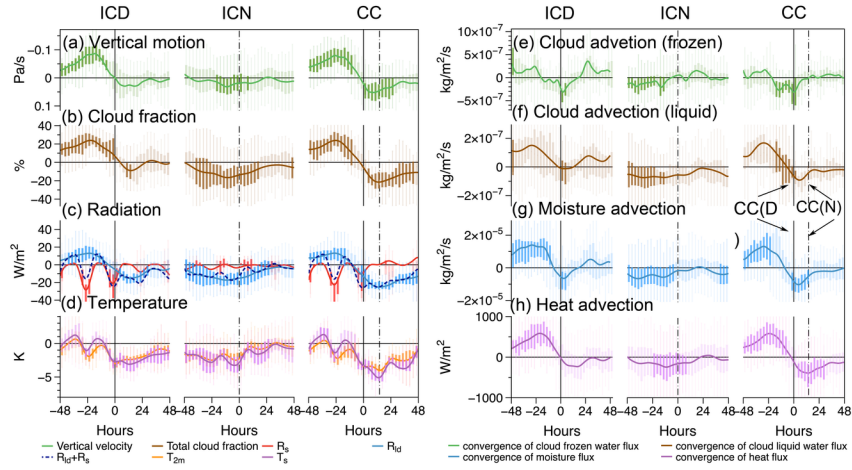 ICD ICN CC
(a) Vertical motion
Pa/s
−0.1
0
0.1
(b) Cloud fraction
%
40
20
0
−20
−40
(c) Radiation
W/m²
40
20
0
−20
−40
(d) Temperature
K
0
−5
−48 −24 0 24 48 −24 0 24 48 −24 0 24 48
Hours Hours Hours
Vertical velocity Total cloud fraction Rs Rld
Rld+Rs T2m Ts
ICD ICN CC
(e) Cloud advetion (frozen)
kg/m²/s
10×10⁻⁷
5×10⁻⁷
0
−5×10⁻⁷
(f) Cloud advection (liquid)
kg/m²/s
2×10⁻⁷
0
−2×10⁻⁷
CC(D
)
CC(N)
(g) Moisture advection
kg/m²/s
2×10⁻⁵
0
−2×10⁻⁵
(h) Heat advection
W/m²
1000
0
−1000
−48 −24 0 24 48 −24 0 24 48 −24 0 24 48
Hours Hours Hours
convergence of cloud frozen water flux convergence of cloud liquid water flux
convergence of moisture flux convergence of heat flux